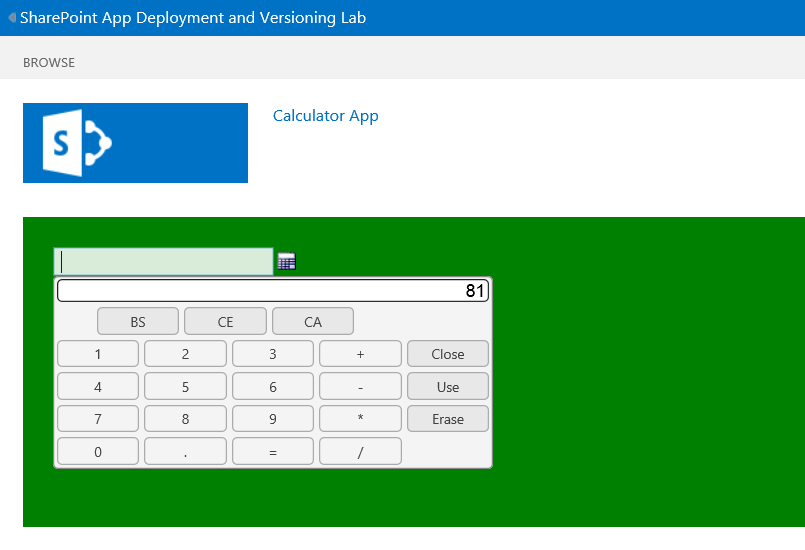 SharePoint App Deployment and Versioning Lab
BROWSE
S
Calculator App
81
BS CE CA
1 2 3 + Close
4 5 6 - Use
7 8 9 * Erase
0 . = /